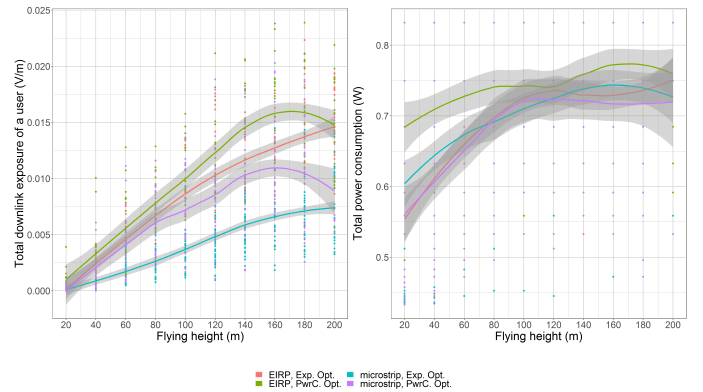 0.025
0.020
0.015
0.010
0.005
0.000
Total downlink exposure of a user (V/m)
20 40 60 80 100 120 140 160 180 200
Flying height (m)
0.8
0.7
0.6
0.5
Total power consumption (W)
20 40 60 80 100 120 140 160 180 200
Flying height (m)
EIRP, Exp. Opt. microstrip, Exp. Opt.
EIRP, PwrC. Opt. microstrip, PwrC. Opt.